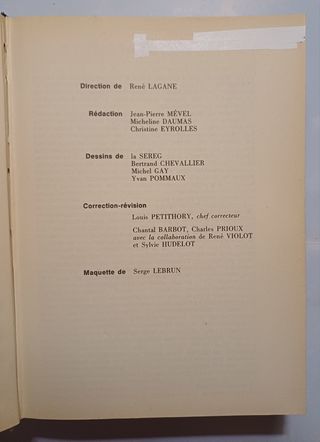 Direction de René LAGANE
Rédaction Jean-Pierre MÉVEL
Micheline DAUMAS
Christine EYROLLES
Dessins de la SEREG
Bertrand CHEVALLIER
Michel GAY
Yvan POMMAUX
Correction-révision
Louis PETITHORY, chef correcteur
Chantal BARBOT, Charles PRIOUX
avec la collaboration de René VIOLOT
et Sylvie HUDELOT
Maquette de Serge LEBRUN